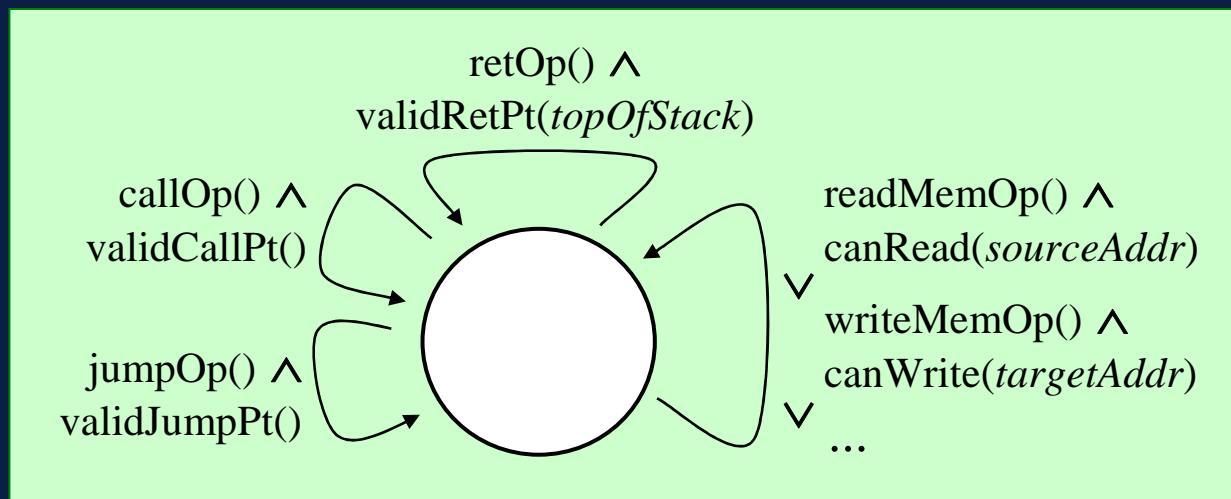 retOp() ∧
validRetPt(topOfStack)
callOp() ∧
validCallPt()
jumpOp() ∧
validJumpPt()
readMemOp() ∧
canRead(sourceAddr)
∨
writeMemOp() ∧
canWrite(targetAddr)
∨
...